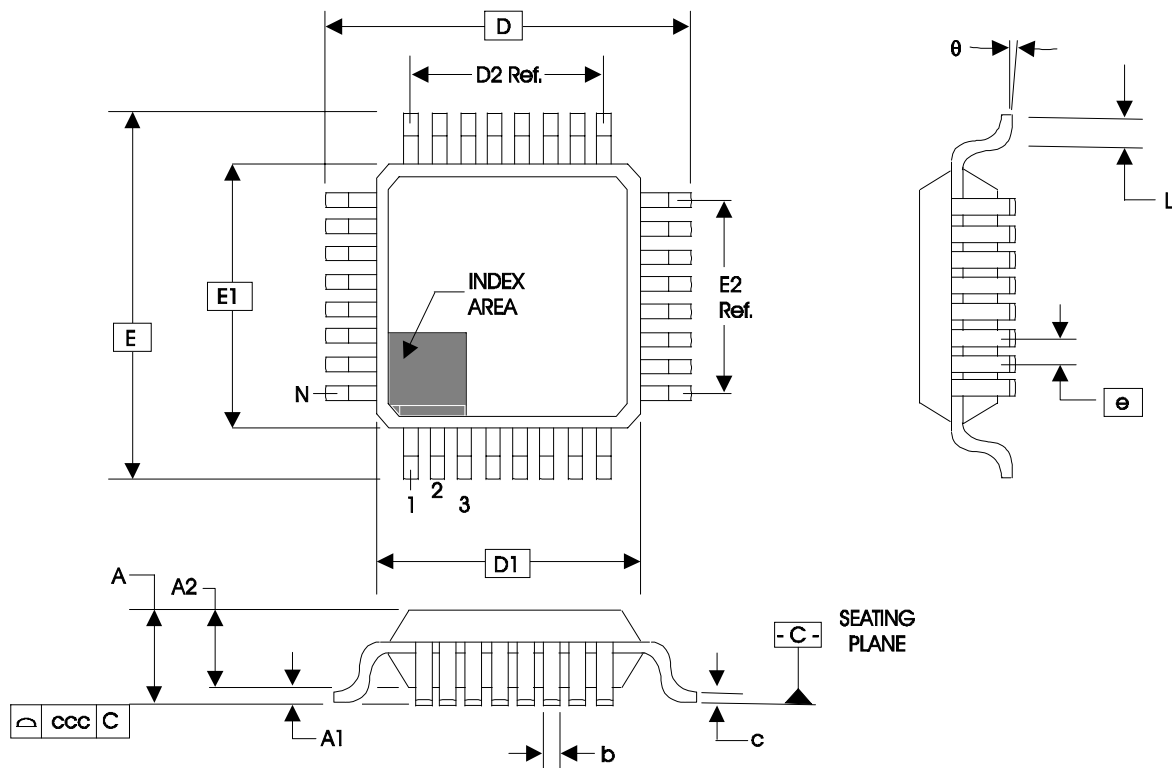 D
D2 Ref.
θ
L
E
E1
INDEX
AREA
E2
Ref.
N
e
1
2
3
D1
A
A2
- C -
SEATING
PLANE
ccc C
A1
b
c